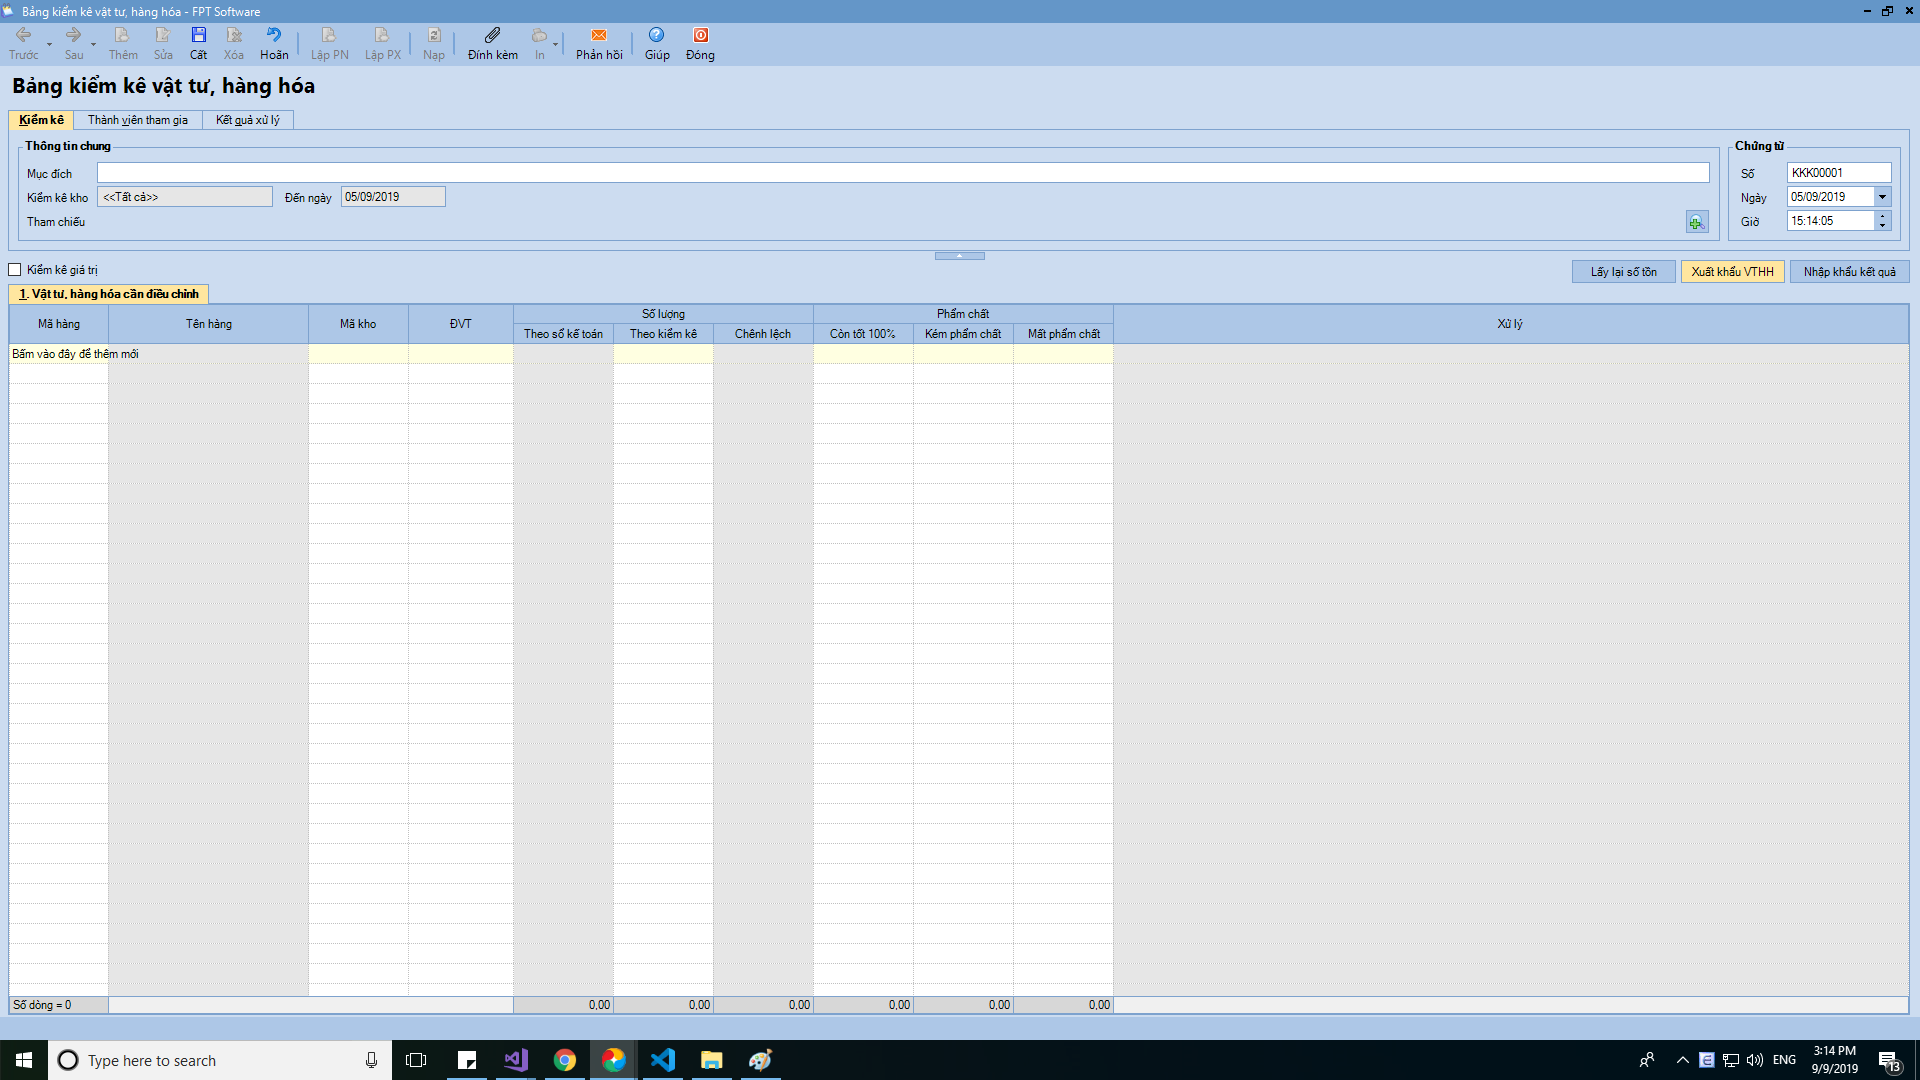 Bảng kiểm kê vật tư, hàng hóa - FPT Software
Trước Sau Thêm Sửa Cất Xóa Hoãn Lập PN Lập PX Nạp Đính kèm In Phản hồi Giúp Đóng
Bảng kiểm kê vật tư, hàng hóa
Kiểm kê Thành viên tham gia Kết quả xử lý
Thông tin chung Chứng từ
Mục đích Số KKK00001
Kiểm kê kho <<Tất cả>> Đến ngày 05/09/2019 Ngày 05/09/2019
Tham chiếu Giờ 15:14:05
Kiểm kê giá trị Lấy lại số tồn Xuất khẩu VTHH Nhập khẩu kết quả
1. Vật tư, hàng hóa cần điều chỉnh
Mã hàng Tên hàng Mã kho ĐVT Số lượng Phẩm chất Xử lý
Theo sổ kế toán Theo kiểm kê Chênh lệch Còn tốt 100% Kém phẩm chất Mất phẩm chất
Bấm vào đây để thêm mới
Số dòng = 0 0,00 0,00 0,00 0,00 0,00 0,00
Type here to search ENG 3:14 PM
9/9/2019 13